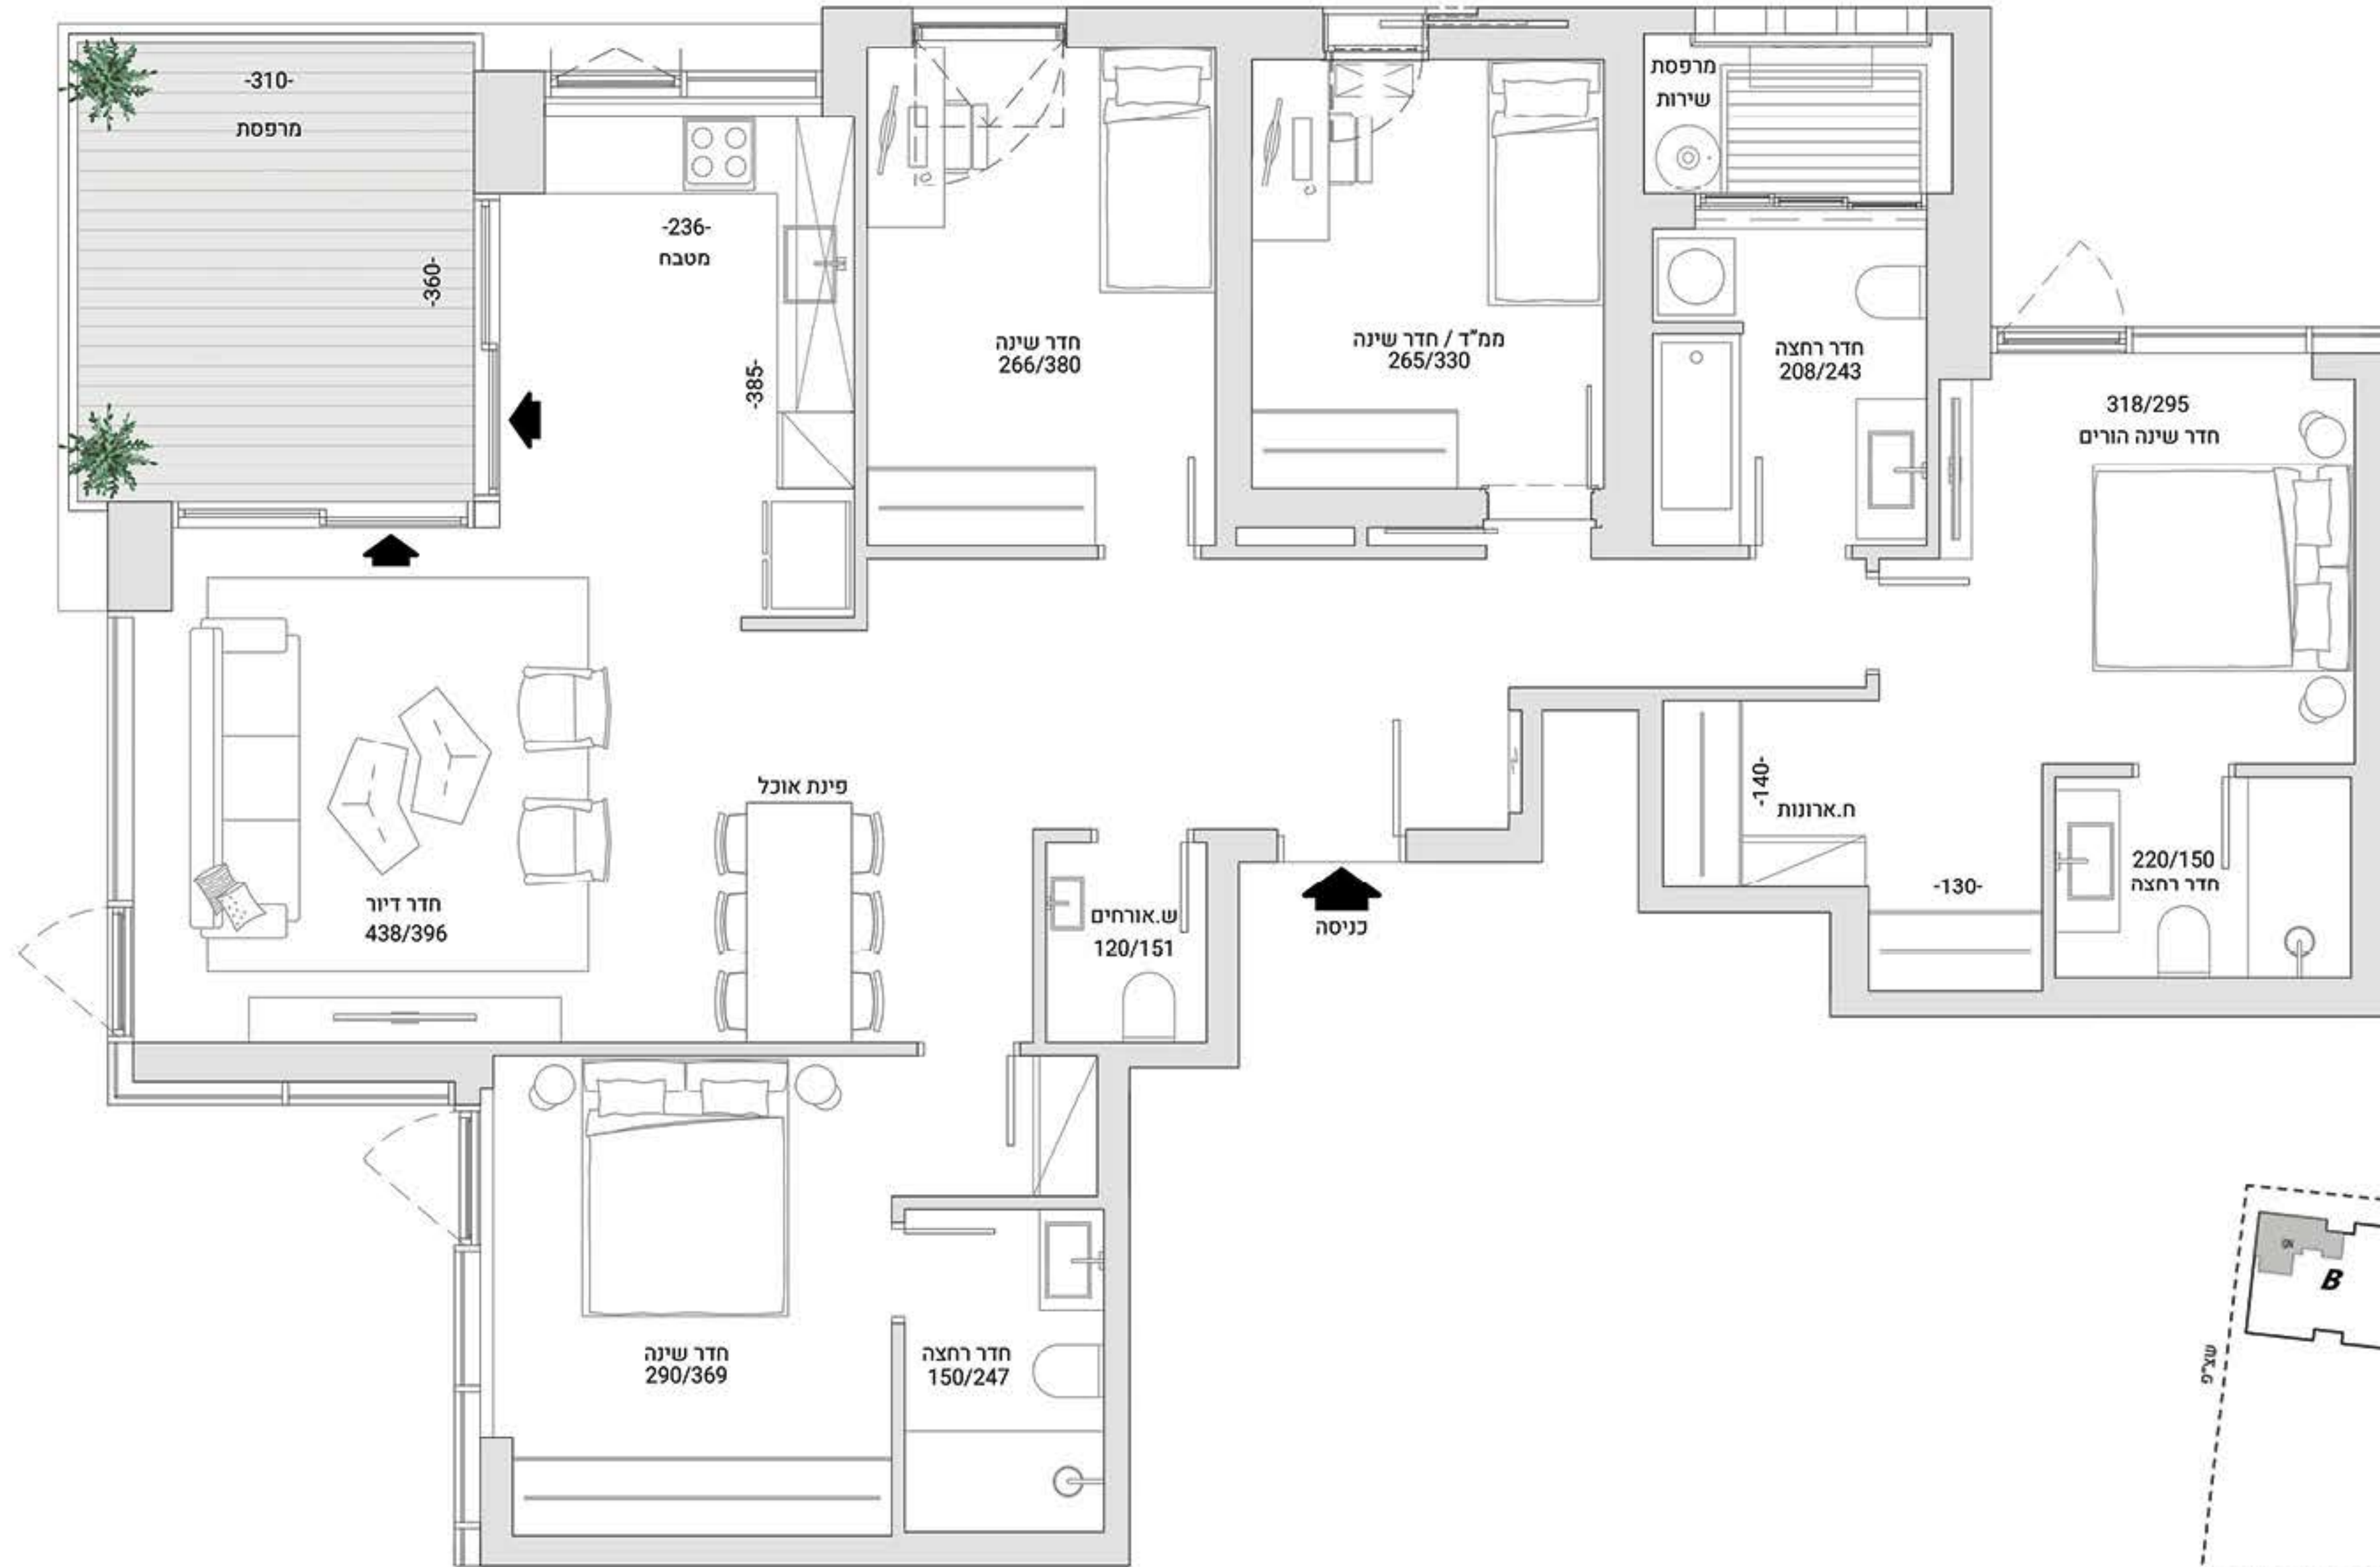 -310-
מרפסת
-360-
-236-
מטבח
-385-
חדר שינה
266/380
ממ"ד / חדר שינה
265/330
מרפסת
שירות
חדר רחצה
208/243
318/295
חדר שינה הורים
פינת אוכל
חדר דיור
438/396
ש.אורחים
120/151
כניסה
-140-
ח.ארונות
-130-
220/150
חדר רחצה
חדר שינה
290/369
חדר רחצה
150/247
B
שצ"פ